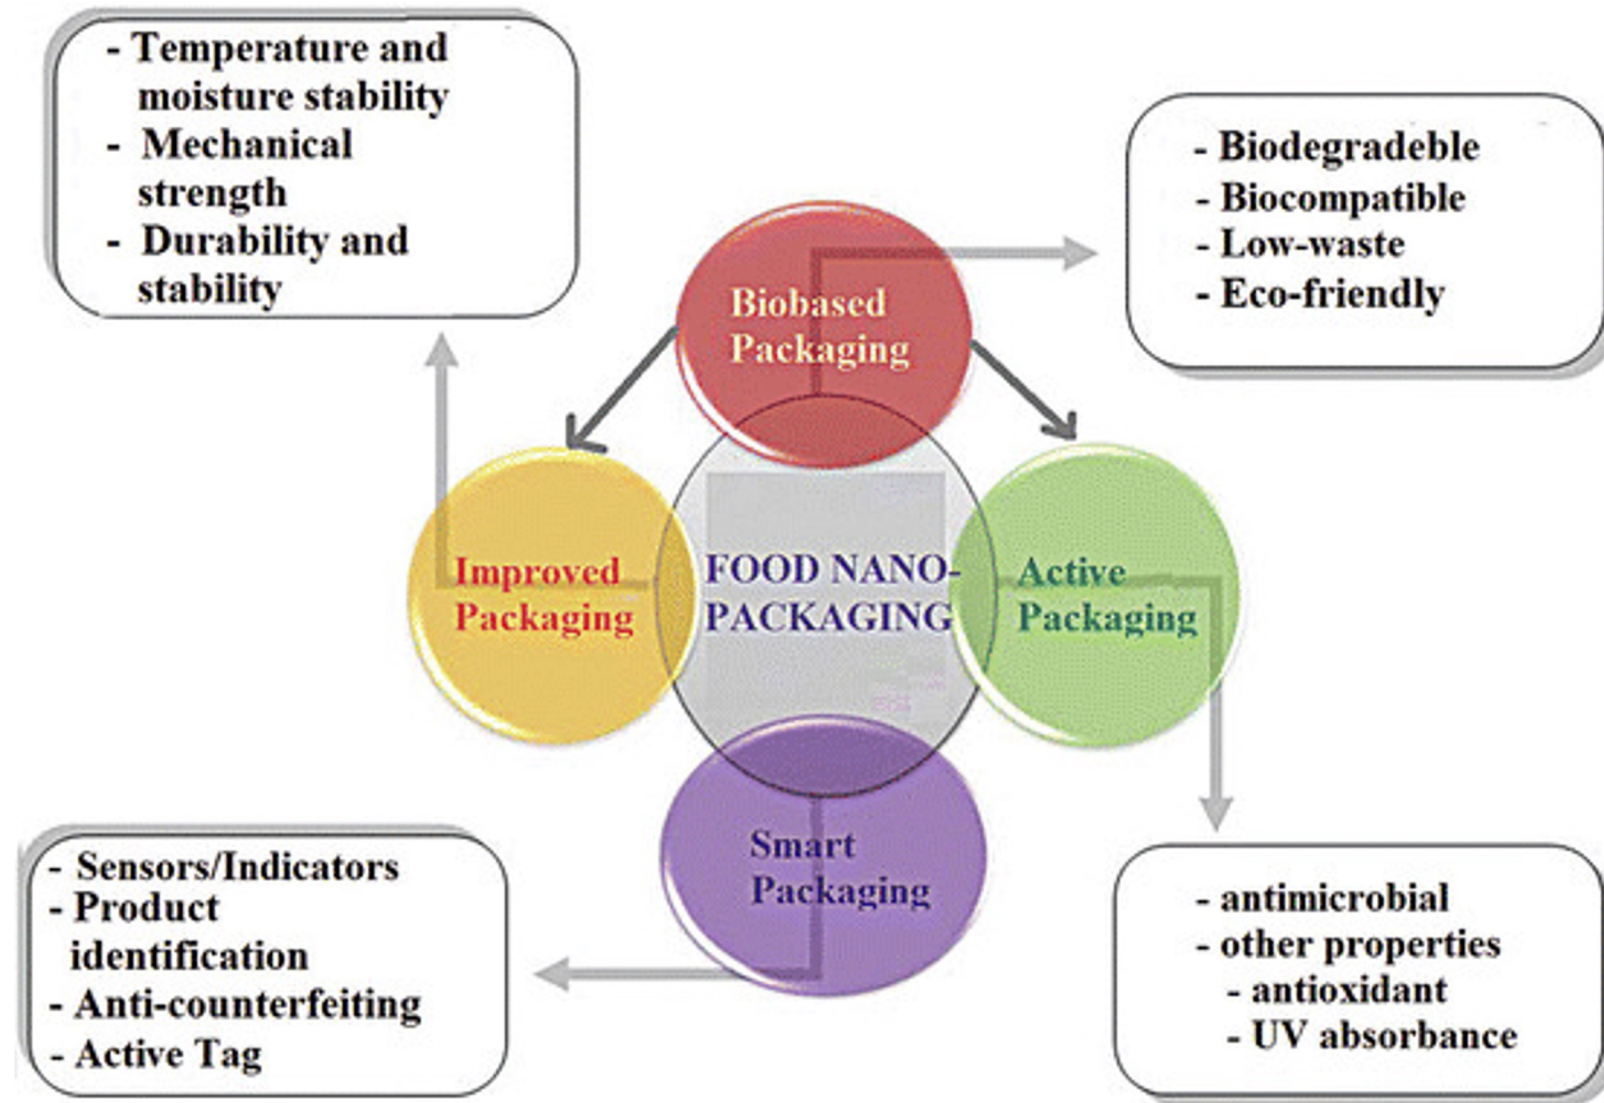 - Temperature and
moisture stability
- Mechanical
strength
- Durability and
stability
- Biodegradeble
- Biocompatible
- Low-waste
- Eco-friendly
Biobased
Packaging
Improved
Packaging
FOOD NANO-
PACKAGING
Active
Packaging
Smart
Packaging
- Sensors/Indicators
- Product
identification
- Anti-counterfeiting
- Active Tag
- antimicrobial
- other properties
- antioxidant
- UV absorbance